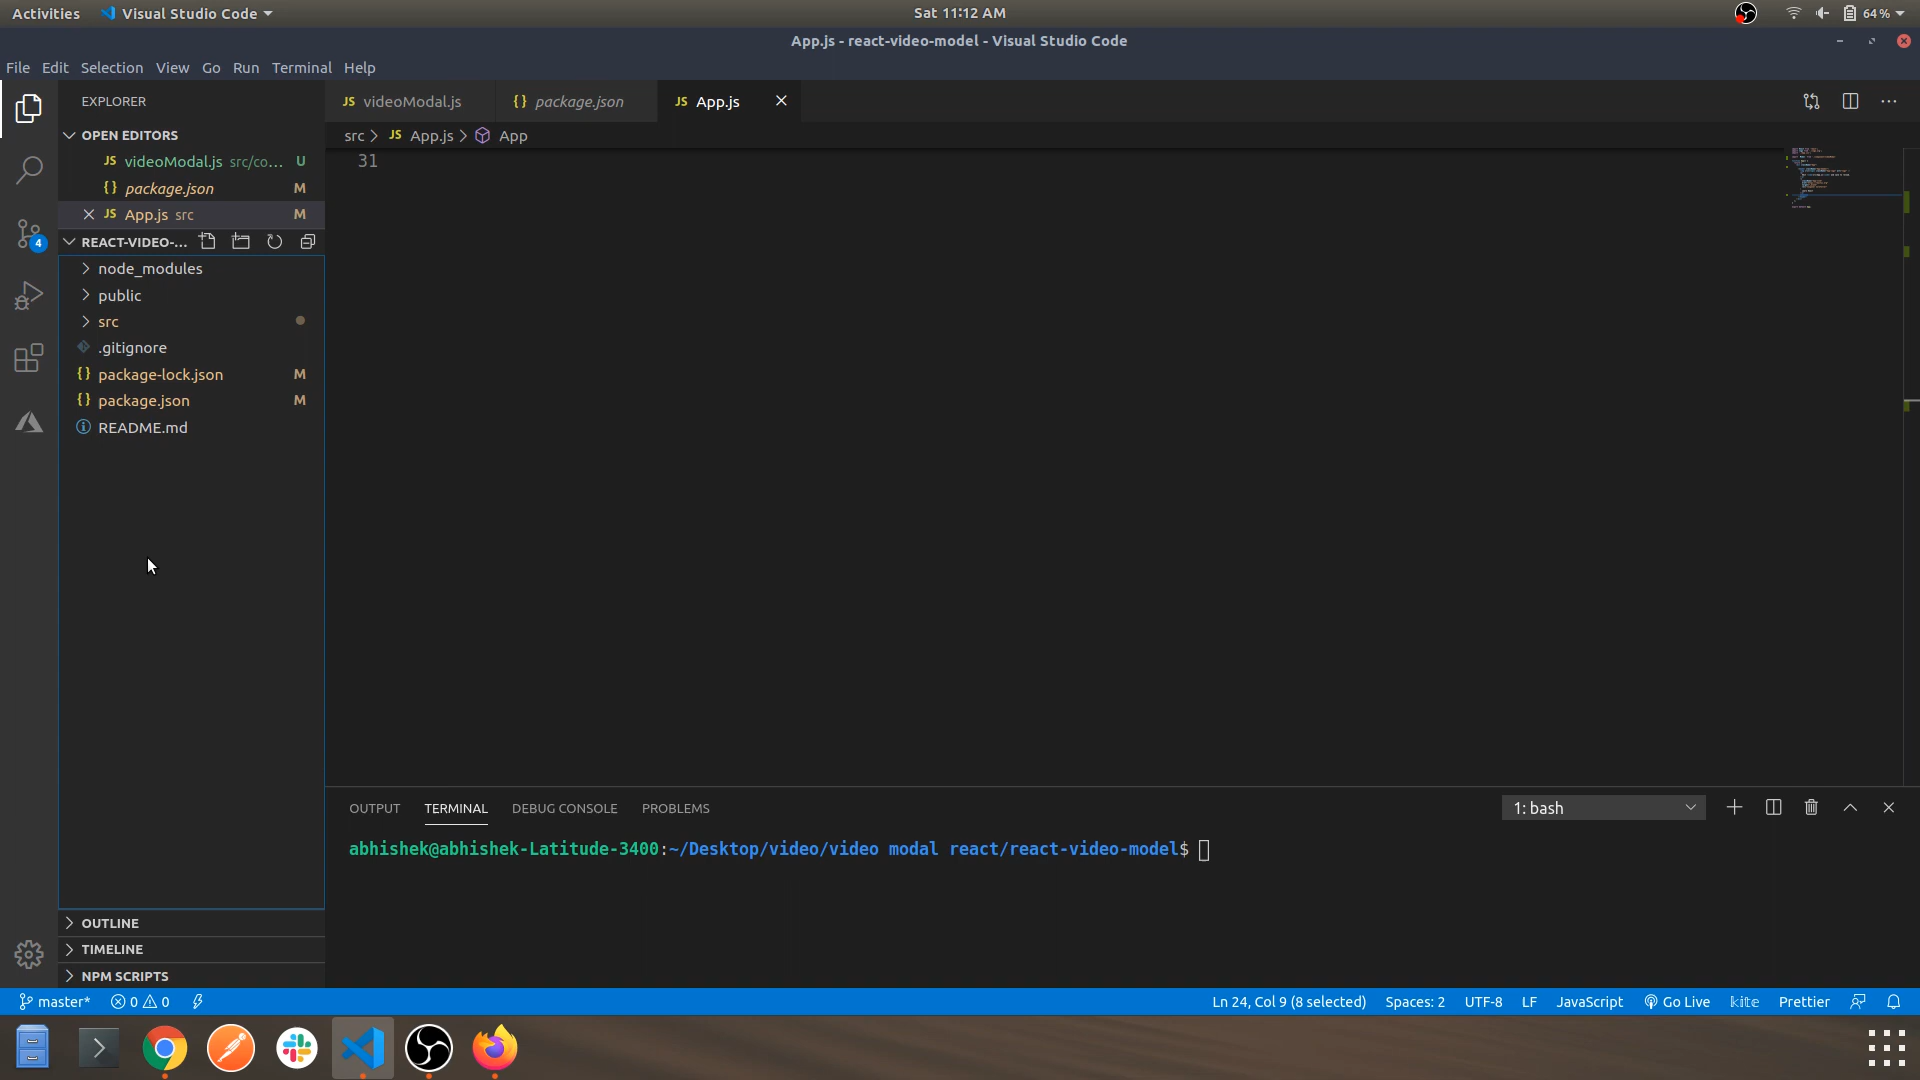 Activities Visual Studio Code Sat 11:12 AM 64 %
App.js - react-video-model - Visual Studio Code
File Edit Selection View Go Run Terminal Help
EXPLORER
OPEN EDITORS
JS videoModal.js src/co... U
{} package.json M
JS App.js src M
REACT-VIDEO-...
node_modules
public
src
.gitignore
{} package-lock.json M
{} package.json M
README.md
OUTLINE
TIMELINE
NPM SCRIPTS
4
JS videoModal.js {} package.json JS App.js
src > JS App.js > App
31
OUTPUT TERMINAL DEBUG CONSOLE PROBLEMS 1: bash
abhishek@abhishek-Latitude-3400:~/Desktop/video/video modal react/react-video-model$
master* 0 0 Ln 24, Col 9 (8 selected) Spaces: 2 UTF-8 LF JavaScript Go Live kite Prettier